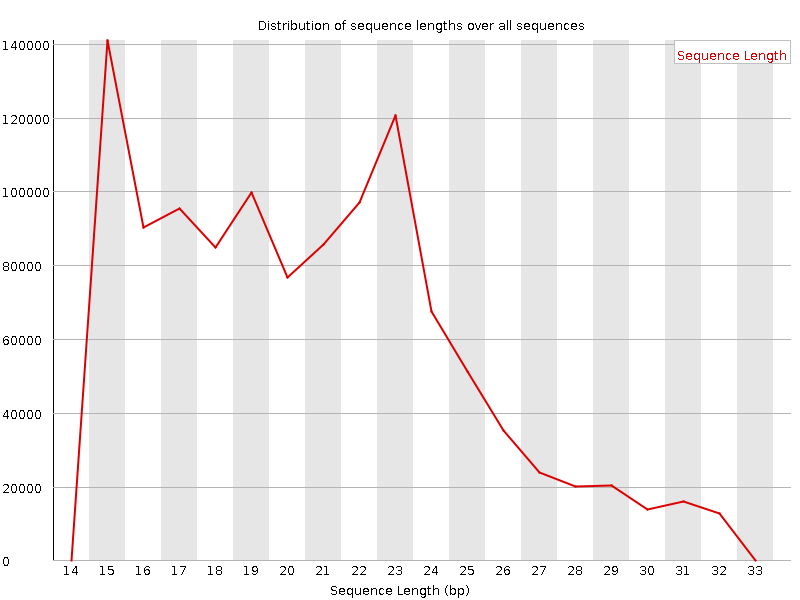 Distribution of sequence lengths over all sequences
Sequence Length
140000
120000
100000
80000
60000
40000
20000
0
14 15 16 17 18 19 20 21 22 23 24 25 26 27 28 29 30 31 32 33
Sequence Length (bp)